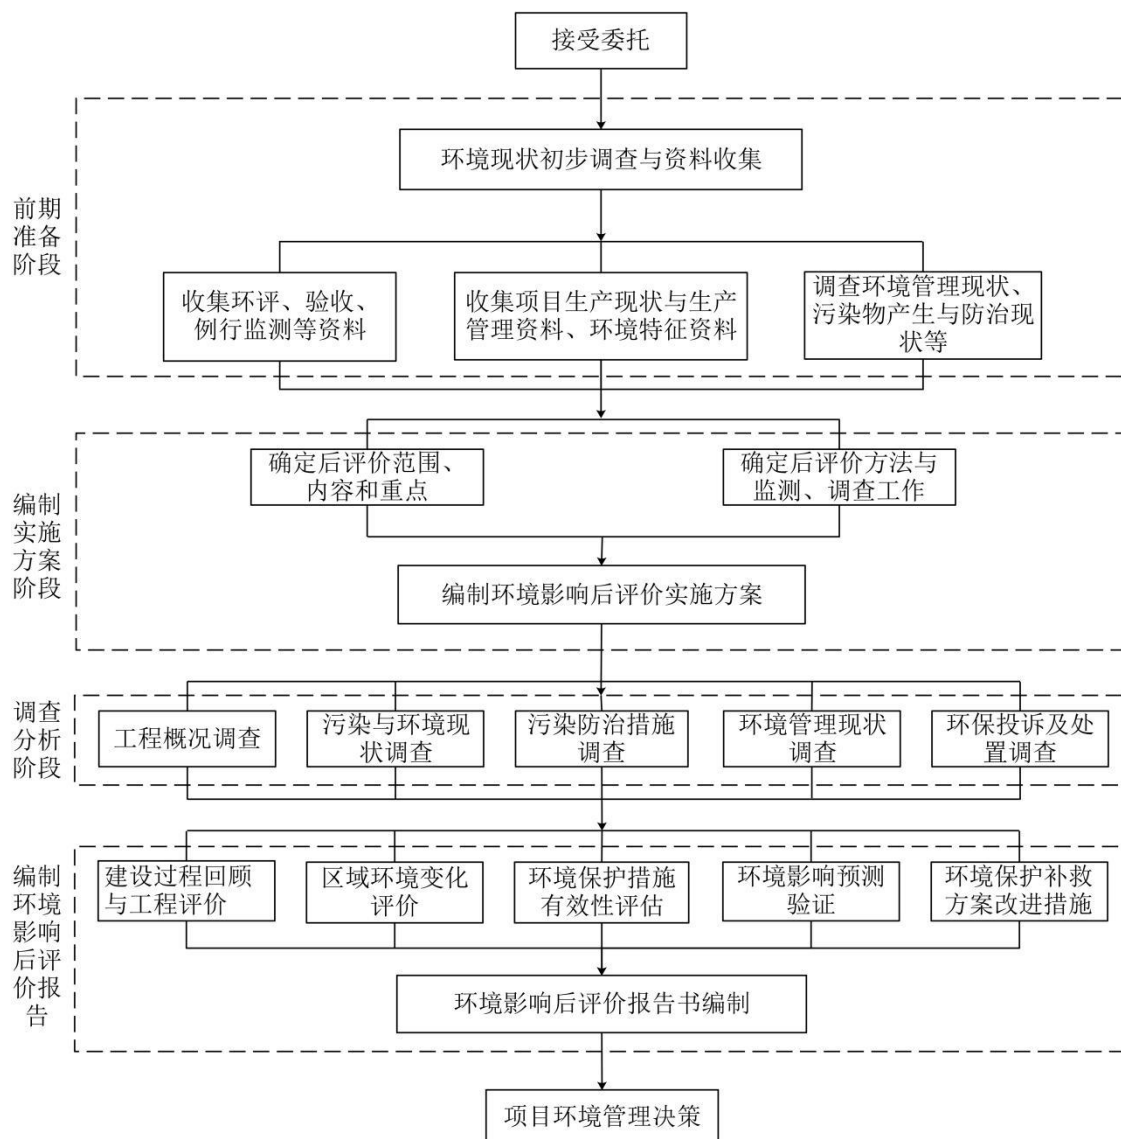 接受委托
前期
准备
阶段
环境现状初步调查与资料收集
收集环评、验收、
例行监测等资料
收集项目生产现状与生产
管理资料、环境特征资料
调查环境管理现状、
污染物产生与防治现
状等
编制
实施
方案
阶段
确定后评价范围、
内容和重点
确定后评价方法与
监测、调查工作
编制环境影响后评价实施方案
调查
分析
阶段
工程概况调查
污染与环境现
状调查
污染防治措施
调查
环境管理现状
调查
环保投诉及处
置调查
编制
环境
影响
后评
价报
告
建设过程回顾
与工程评价
区域环境变化
评价
环境保护措施
有效性评估
环境影响预测
验证
环境保护补救
方案改进措施
环境影响后评价报告书编制
项目环境管理决策